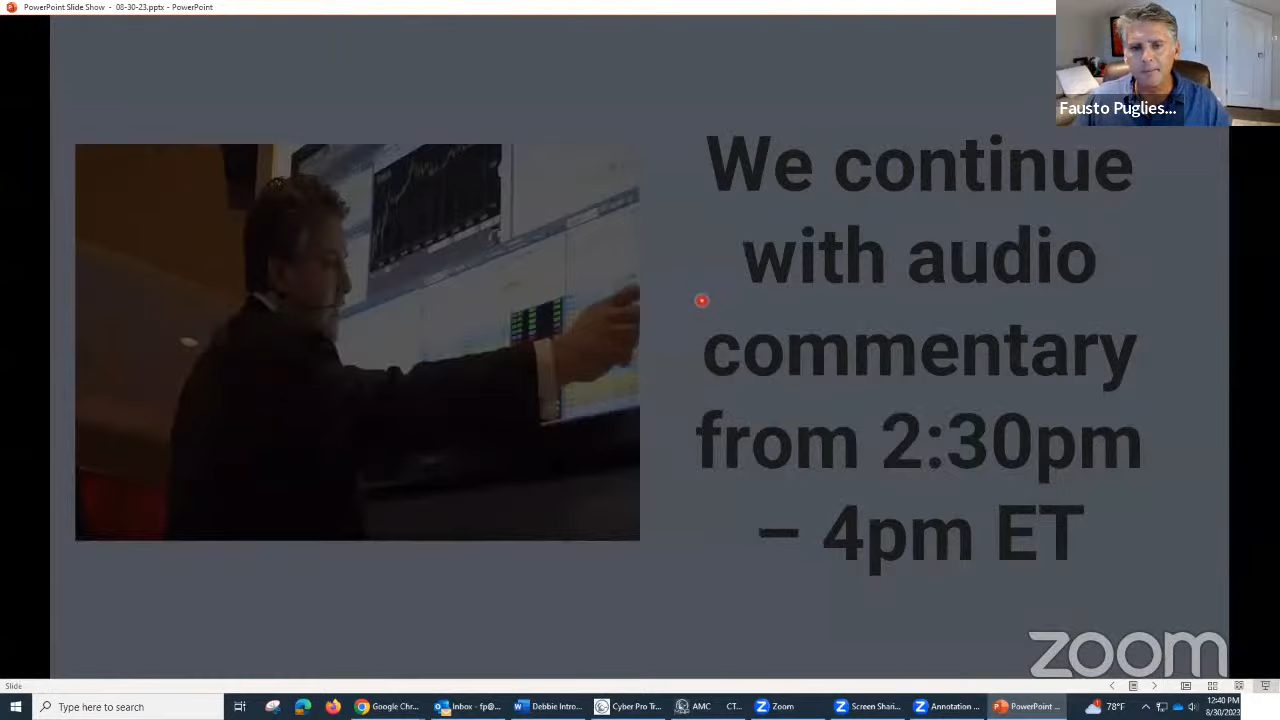 PowerPoint Slide Show - 08-30-23.pptx - PowerPoint
Fausto Puglies...
We continue
with audio
commentary
from 2:30pm
– 4pm ET
zoom
Slide
Type here to search
Google Chr...
Inbox - fp@...
Debbie Intro...
Cyber Pro Tr...
AMC CT...
Zoom
Screen Shari...
Annotation ...
PowerPoint ...
78°F
12:40 PM
8/30/2023